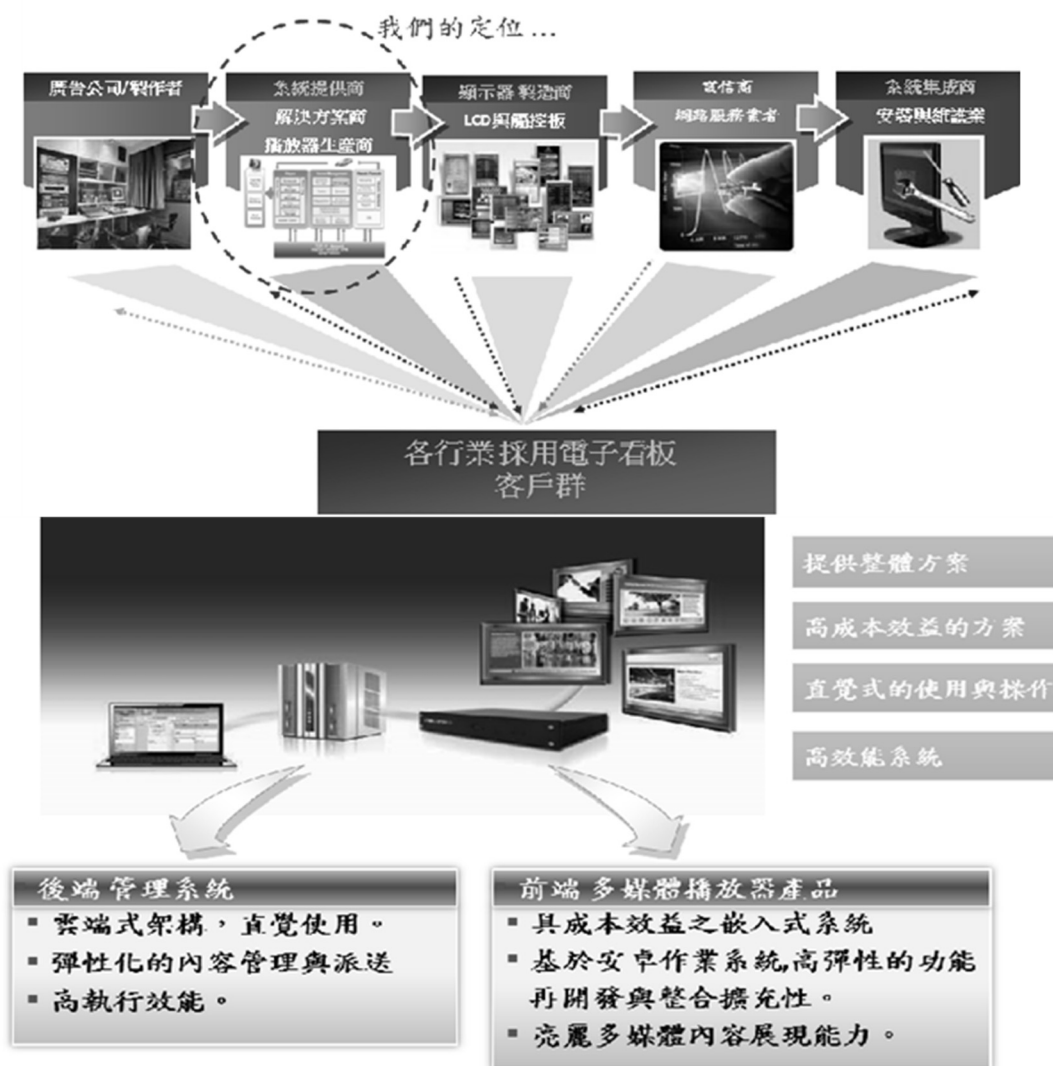 我們的定位...
廣告公司/製作者
系統提供商
解決方案商
播放器生產商
顯示器 製造商
LCD與觸控板
電信商
網路服務業者
系統集成商
安裝與維護業
各行業採用電子看板
客戶群
提供整體方案
高成本效益的方案
直覺式的使用與操作
高效能系統
後端 管理系統
▪ 雲端式架構，直覺使用。
▪ 彈性化的內容管理與派送
▪ 高執行效能。
前端 多媒體播放器產品
▪ 具成本效益之嵌入式系統
▪ 基於安卓作業系統,高彈性的功能
再開發與整合擴充性。
▪ 亮麗多媒體內容展現能力。